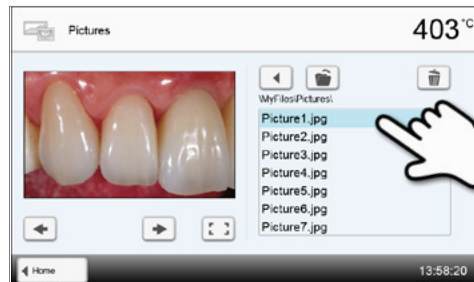 Pictures
403 °C
\MyFiles\Pictures\
Picture1.jpg
Picture2.jpg
Picture3.jpg
Picture4.jpg
Picture5.jpg
Picture6.jpg
Picture7.jpg
Home
13:58:20